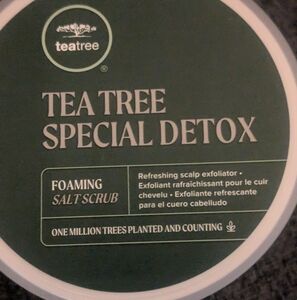 teatree
®
TEA TREE
SPECIAL DETOX
FOAMING
SALT SCRUB
Refreshing scalp exfoliator •
Exfoliant rafraîchissant pour le cuir
chevelu • Exfoliante refrescante
para el cuero cabelludo
ONE MILLION TREES PLANTED AND COUNTING